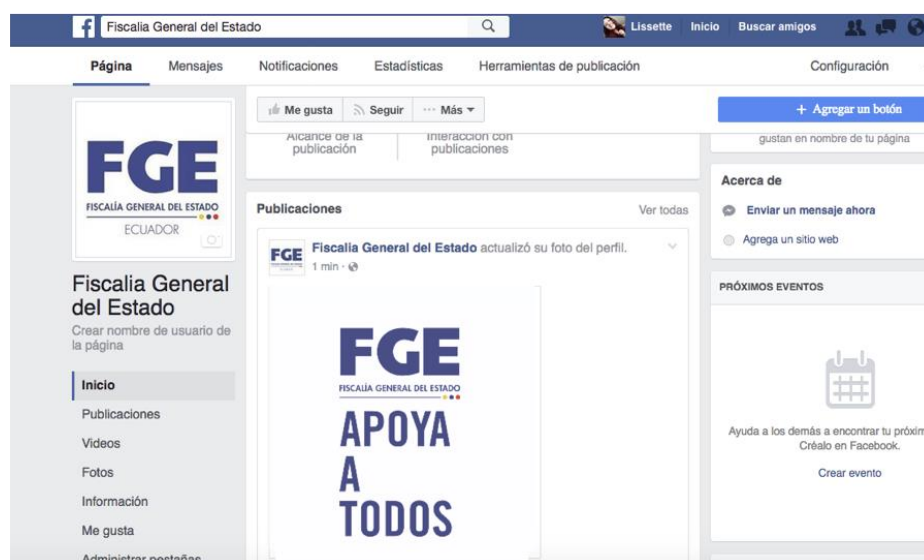 Fiscalia General del Estado
Lissette Inicio Buscar amigos
Página Mensajes Notificaciones Estadísticas Herramientas de publicación Configuración
Me gusta Seguir ··· Más
+ Agregar un botón
FGE
FISCALÍA GENERAL DEL ESTADO
ECUADOR
Fiscalia General
del Estado
Crear nombre de usuario de
la página
Inicio
Publicaciones
Videos
Fotos
Información
Me gusta
Administrar pestañas
Alcance de la
publicación
Interacción con
publicaciones
Publicaciones Ver todas
FGE
Fiscalia General del Estado actualizó su foto del perfil.
1 min ·
FGE
FISCALÍA GENERAL DEL ESTADO
APOYA
A
TODOS
gustan en nombre de tu página
Acerca de
Enviar un mensaje ahora
Agrega un sitio web
PRÓXIMOS EVENTOS
Ayuda a los demás a encontrar tu próxim
Créalo en Facebook.
Crear evento